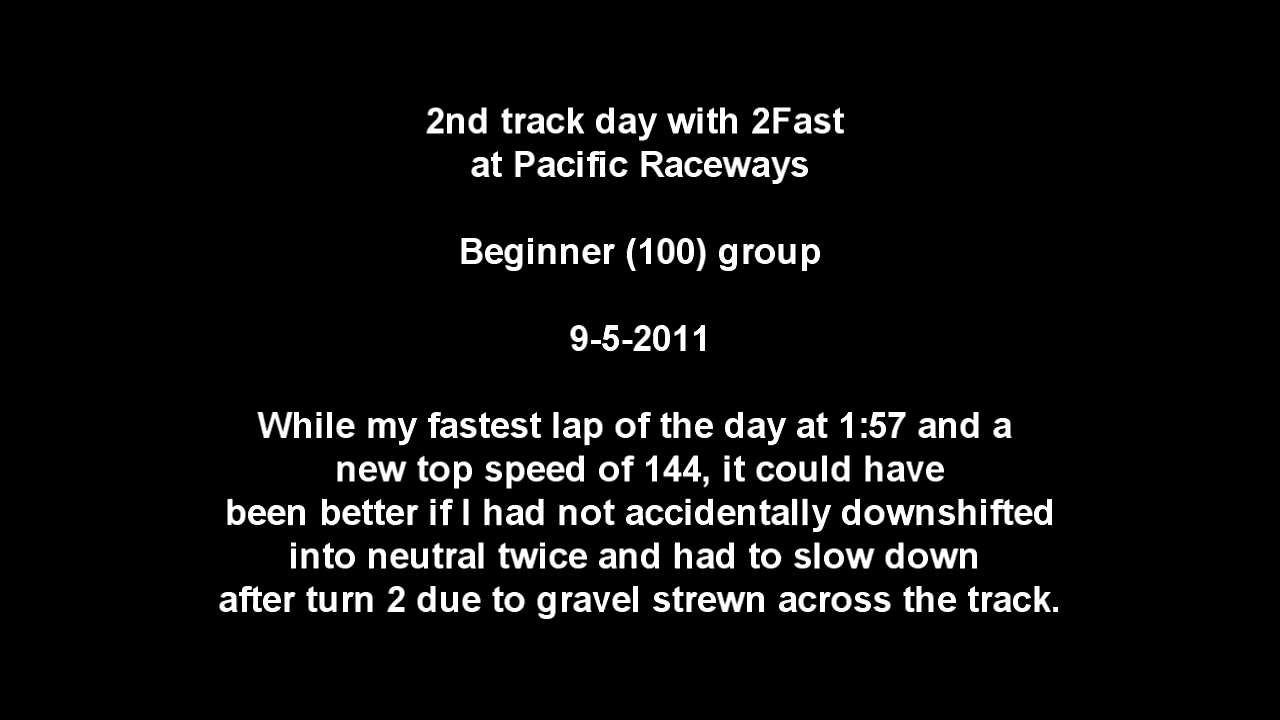 2nd track day with 2Fast
at Pacific Raceways
Beginner (100) group
9-5-2011
While my fastest lap of the day at 1:57 and a
new top speed of 144, it could have
been better if I had not accidentally downshifted
into neutral twice and had to slow down
after turn 2 due to gravel strewn across the track.